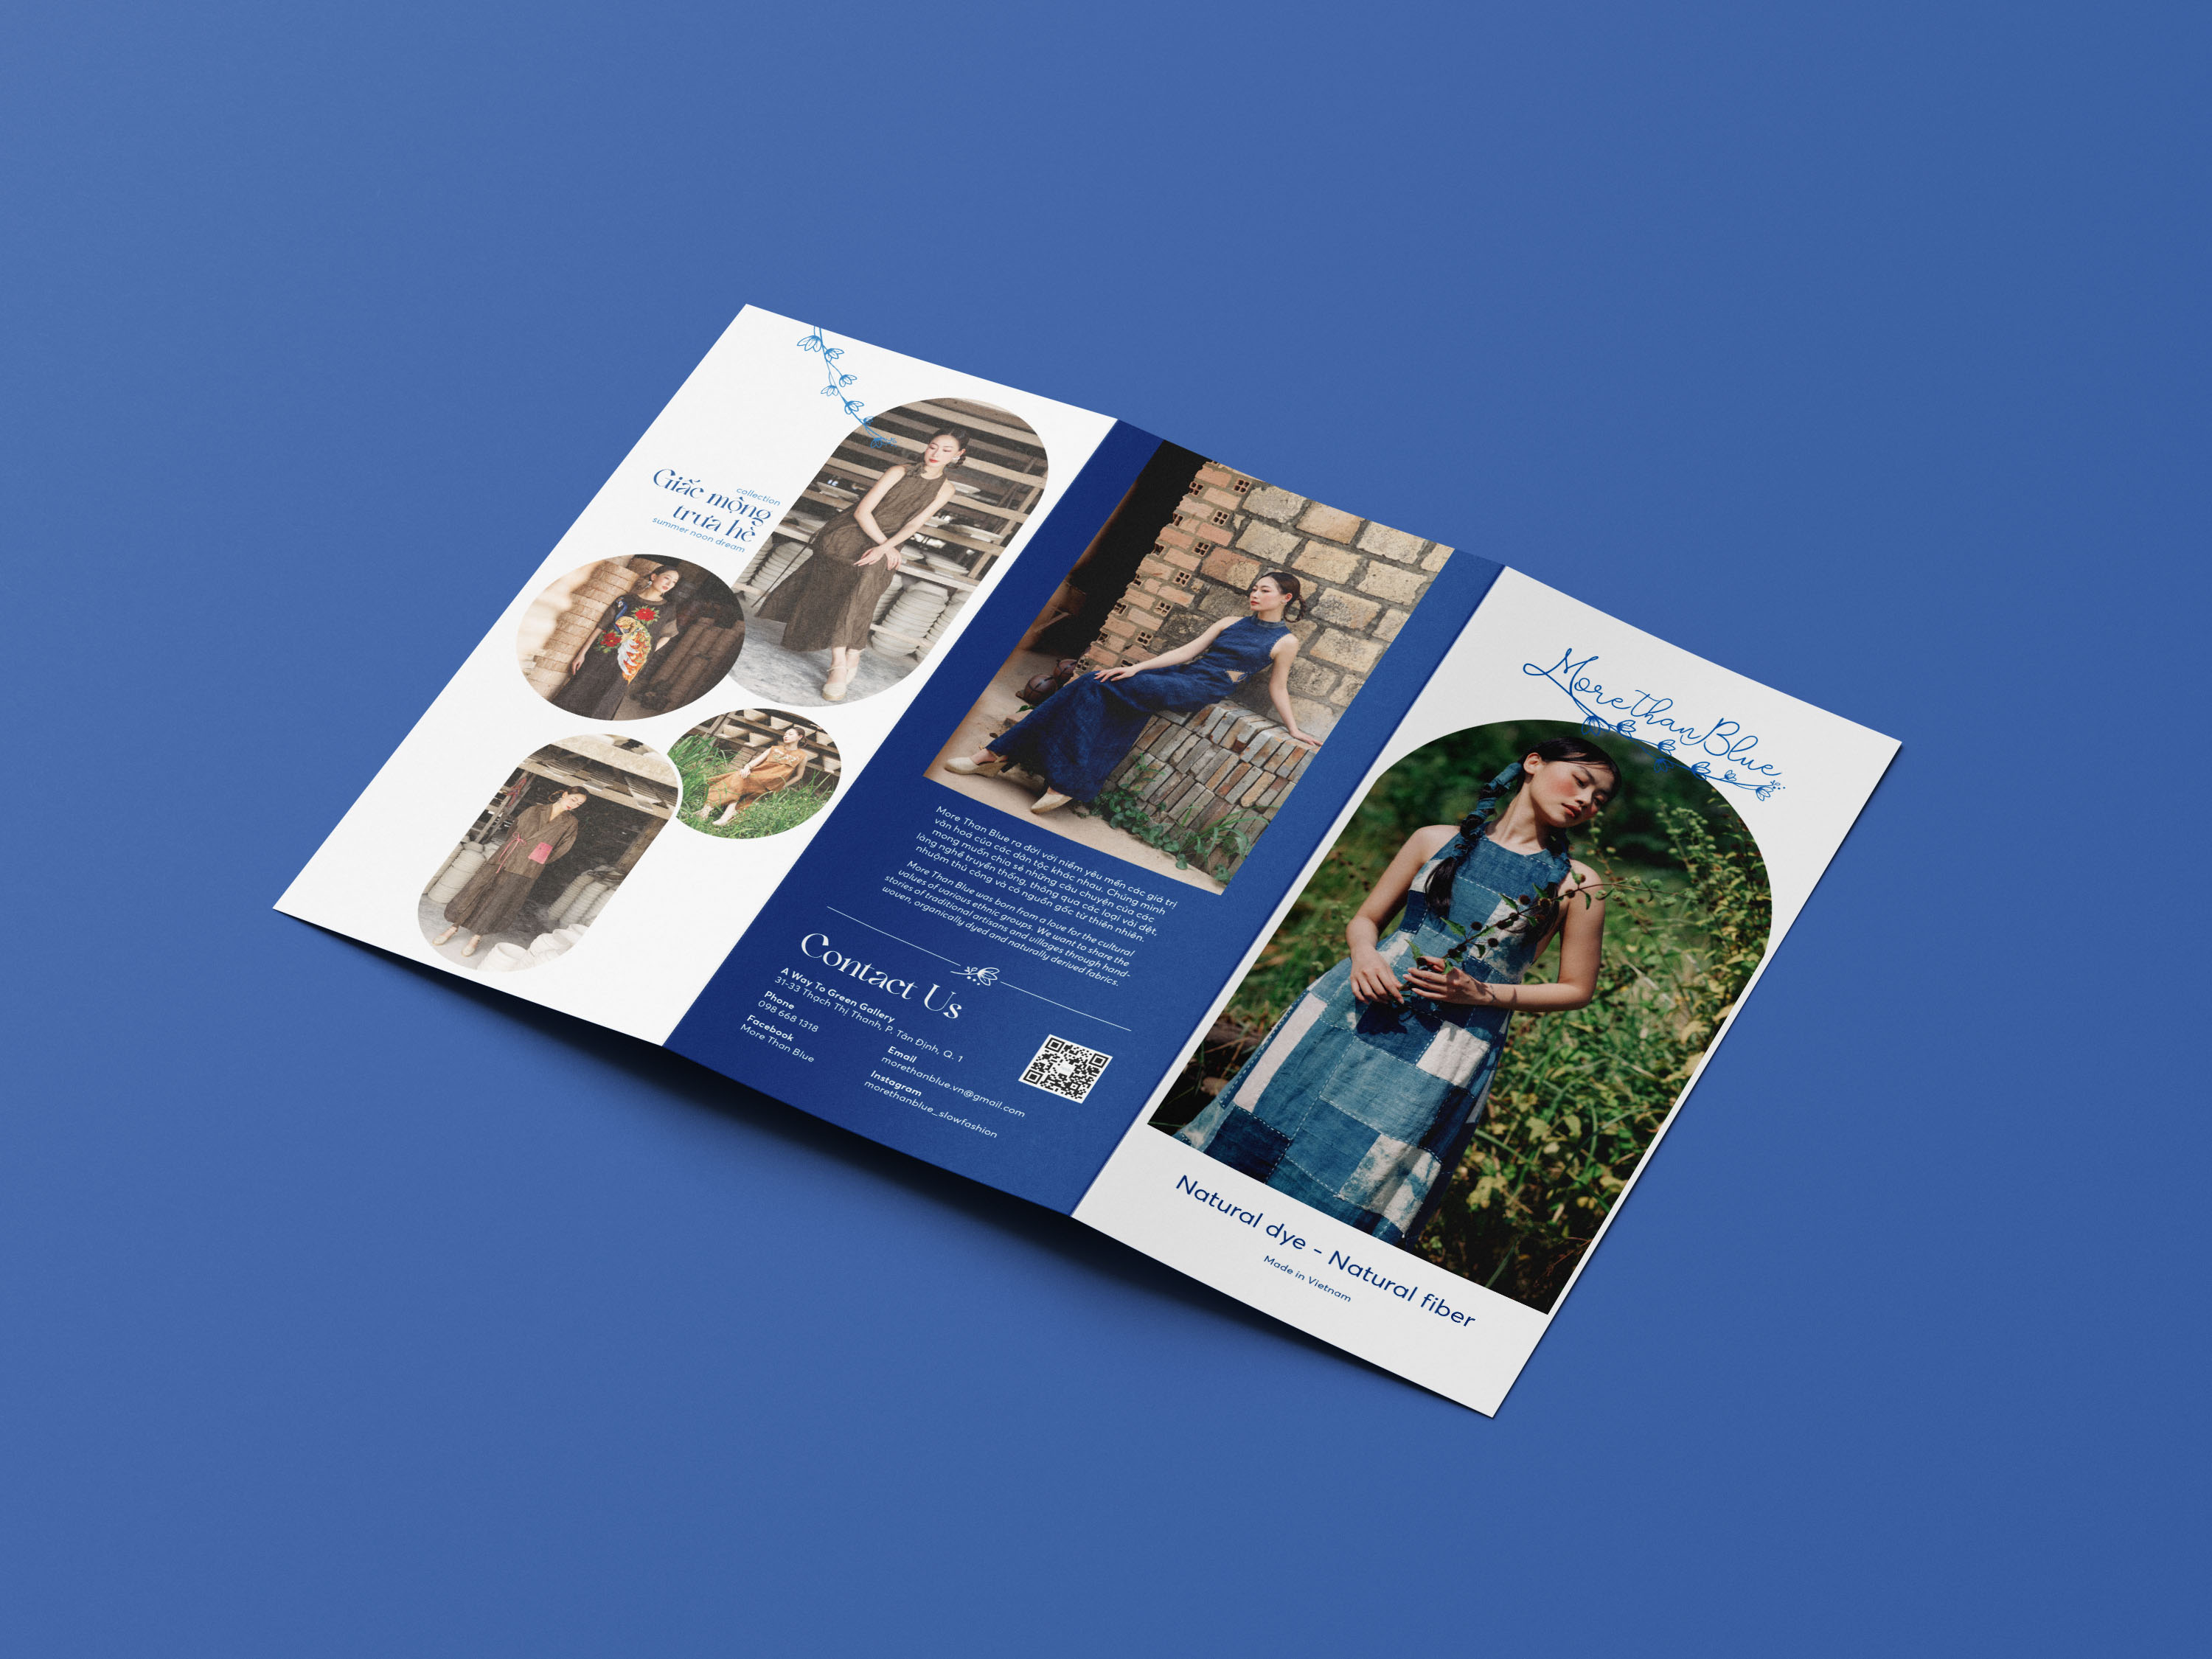 collection
Giấc mộng
trưa hè
summer noon dream
More Than Blue ra đời với niềm yêu mến các giá trị
văn hoá của các dân tộc khác nhau. Chúng mình
mong muốn chia sẻ những câu chuyện của các
làng nghề truyền thống, thông qua các loại vải dệt,
nhuộm thủ công và có nguồn gốc từ thiên nhiên.
More Than Blue was born from a love for the cultural
values of various ethnic groups. We want to share the
stories of traditional artisans and villages through hand-
woven, organically dyed and naturally derived fabrics.
Contact Us
A Way To Green Gallery
31-33 Thạch Thị Thanh, P. Tân Định, Q. 1
Phone
098 668 1318
Email
morethanblue.vn@gmail.com
Facebook
More Than Blue
Instagram
morethanblue_slowfashion
More than Blue
Natural dye - Natural fiber
Made in Vietnam